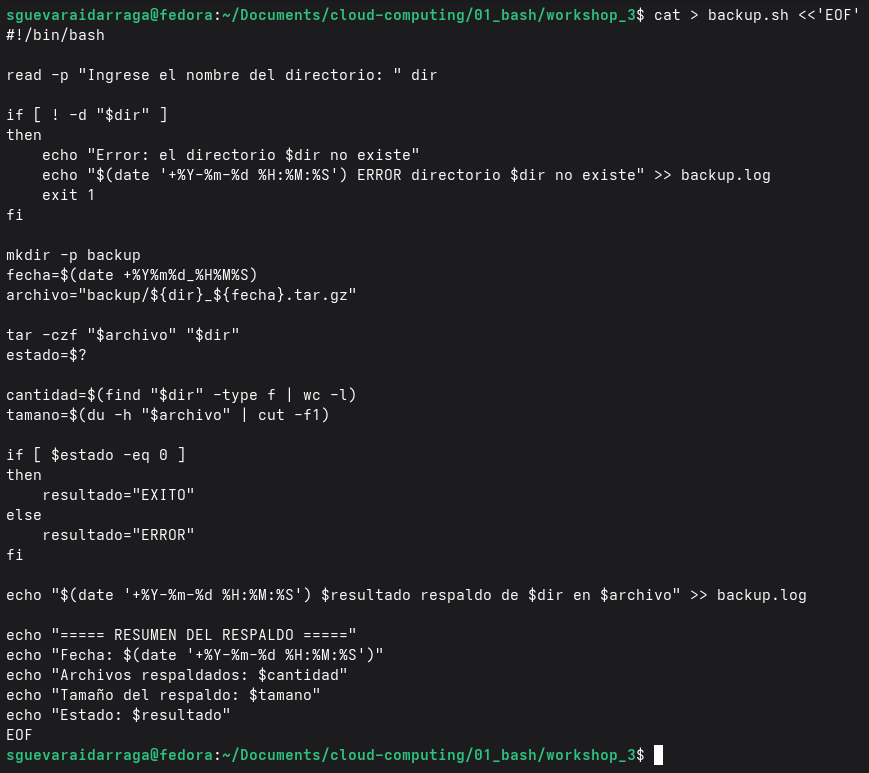 sguevaraidarraga@fedora:~/Documents/cloud-computing/01_bash/workshop_3$ cat > backup.sh <<'EOF'
#!/bin/bash

read -p "Ingrese el nombre del directorio: " dir

if [ ! -d "$dir" ]
then
    echo "Error: el directorio $dir no existe"
    echo "$(date '+%Y-%m-%d %H:%M:%S') ERROR directorio $dir no existe" >> backup.log
    exit 1
fi

mkdir -p backup
fecha=$(date +%Y%m%d_%H%M%S)
archivo="backup/${dir}_${fecha}.tar.gz"

tar -czf "$archivo" "$dir"
estado=$?

cantidad=$(find "$dir" -type f | wc -l)
tamano=$(du -h "$archivo" | cut -f1)

if [ $estado -eq 0 ]
then
    resultado="EXITO"
else
    resultado="ERROR"
fi

echo "$(date '+%Y-%m-%d %H:%M:%S') $resultado respaldo de $dir en $archivo" >> backup.log

echo "===== RESUMEN DEL RESPALDO ====="
echo "Fecha: $(date '+%Y-%m-%d %H:%M:%S')"
echo "Archivos respaldados: $cantidad"
echo "Tamaño del respaldo: $tamano"
echo "Estado: $resultado"
EOF
sguevaraidarraga@fedora:~/Documents/cloud-computing/01_bash/workshop_3$